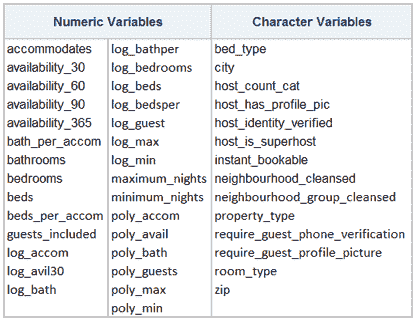 Numeric Variables Character Variables
accommodates log_bathper bed_type
availability_30 log_bedrooms city
availability_60 log_beds host_count_cat
availability_90 log_bedsper host_has_profile_pic
availability_365 log_guest host_identity_verified
bath_per_accom log_max host_is_superhost
bathrooms log_min instant_bookable
bedrooms maximum_nights neighbourhood_cleansed
beds minimum_nights neighbourhood_group_cleansed
beds_per_accom poly_accom property_type
guests_included poly_avail require_guest_phone_verification
log_accom poly_bath require_guest_profile_picture
log_avil30 poly_guests room_type
log_bath poly_max zip
poly_min